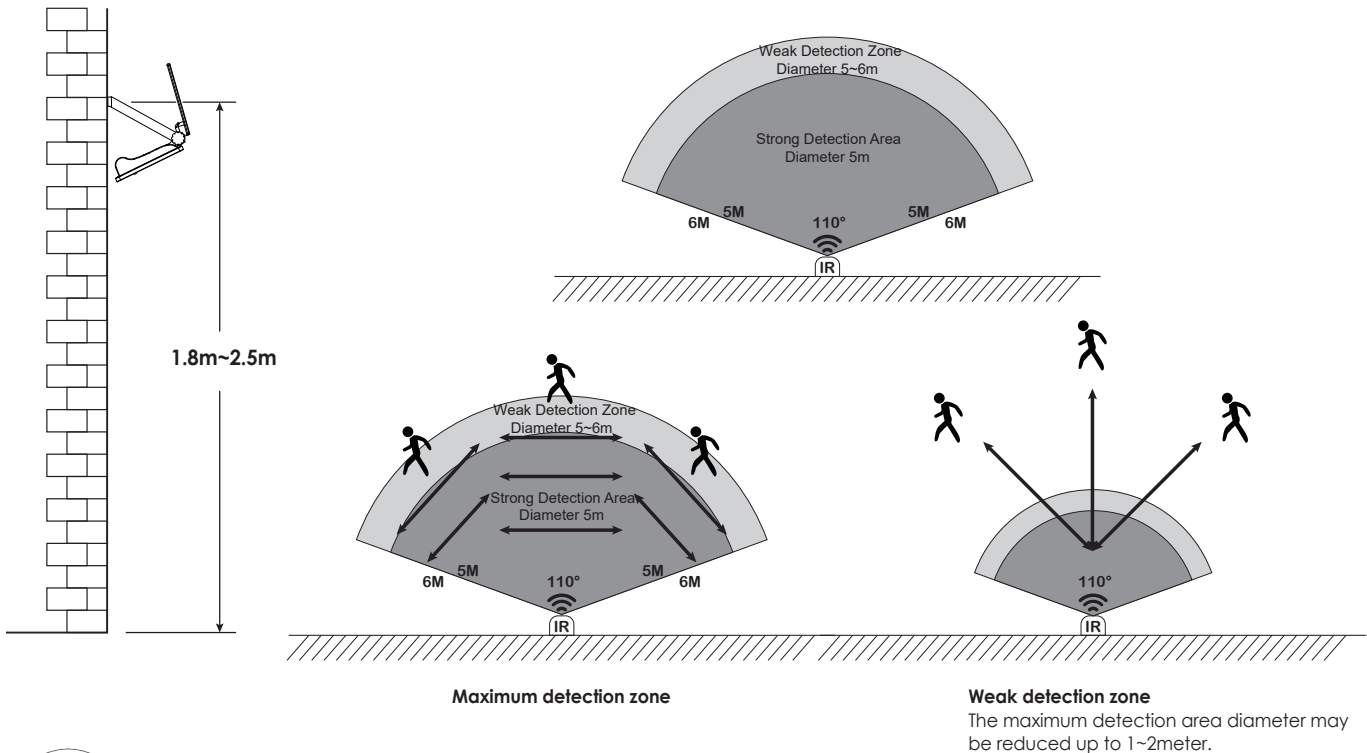 Weak Detection Zone
Diameter 5~6m
Strong Detection Area
Diameter 5m
6M 5M 110° 5M 6M
IR
1.8m~2.5m
Weak Detection Zone
Diameter 5~6m
Strong Detection Area
Diameter 5m
6M 5M 110° 5M 6M
IR
110°
IR
Maximum detection zone
Weak detection zone
The maximum detection area diameter may
be reduced up to 1~2meter.